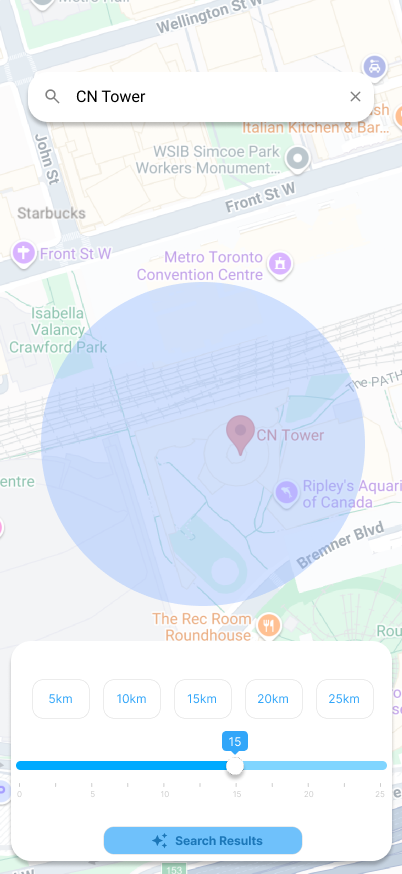 Wellington St W
CN Tower
Italian Kitchen & Bar...
John St
WSIB Simcoe Park
Workers Monument...
Front St W
Starbucks
Front St W
Metro Toronto
Convention Centre
Isabella
Valancy
Crawford Park
The PATH
CN Tower
entre
Ripley's Aquari
of Canada
Bremner Blvd
The Rec Room
Roundhouse
Rou
5km
10km
15km
20km
25km
15
0
5
10
15
20
25
Search Results
153